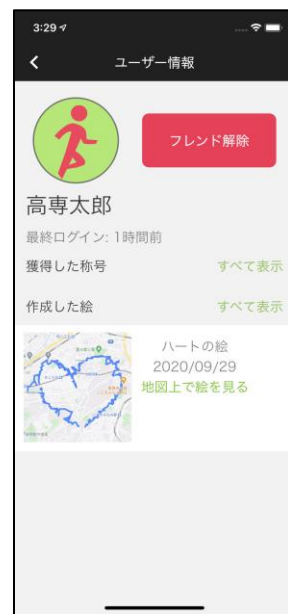 3:29
ユーザー情報
フレンド解除
高専太郎
最終ログイン: 1時間前
獲得した称号 すべて表示
作成した絵 すべて表示
ハートの絵
2020/09/29
地図上で絵を見る